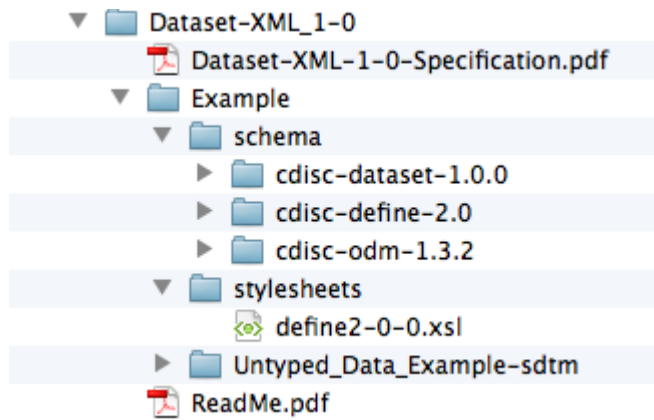 Dataset-XML_1-0
Dataset-XML-1-0-Specification.pdf
Example
schema
cdisc-dataset-1.0.0
cdisc-define-2.0
cdisc-odm-1.3.2
stylesheets
define2-0-0.xsl
Untyped_Data_Example-sdtm
ReadMe.pdf